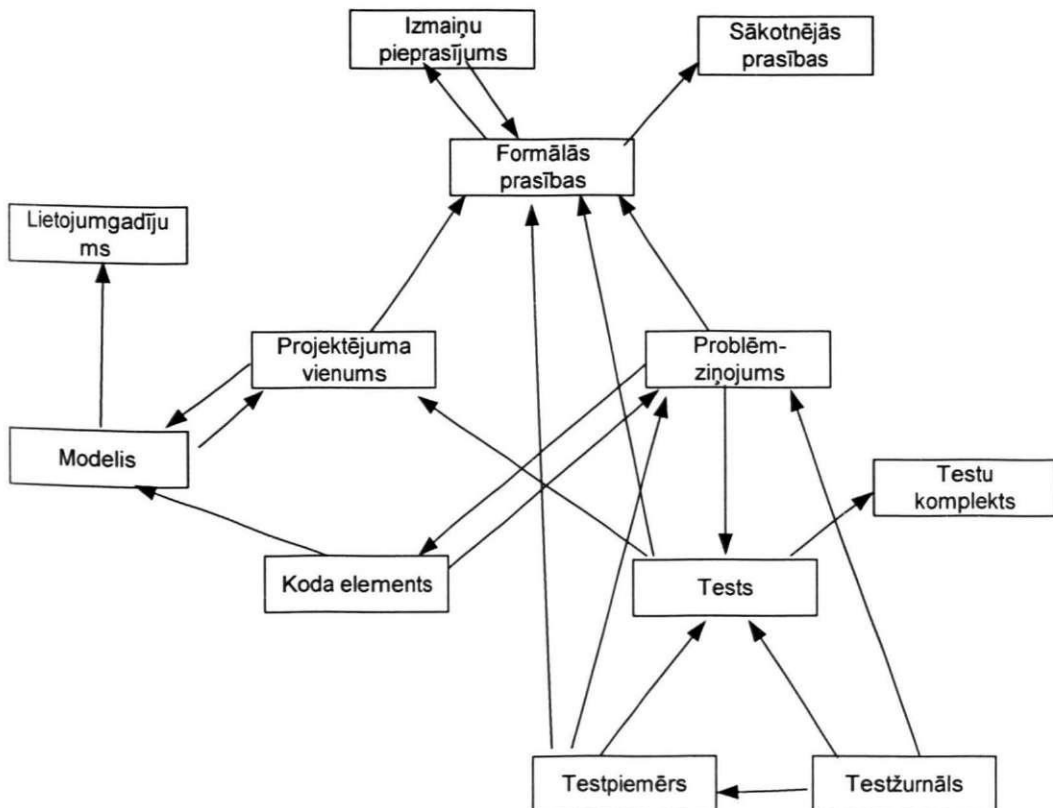 Izmaiņu
pieprasījums
Sākotnējās
prasības
Formālās
prasības
Lietojumgadīju
ms
Projektējuma
vienums
Problēm-
ziņojums
Modelis
Testu
komplekts
Koda elements
Tests
Testpiemērs
Testžurnāls